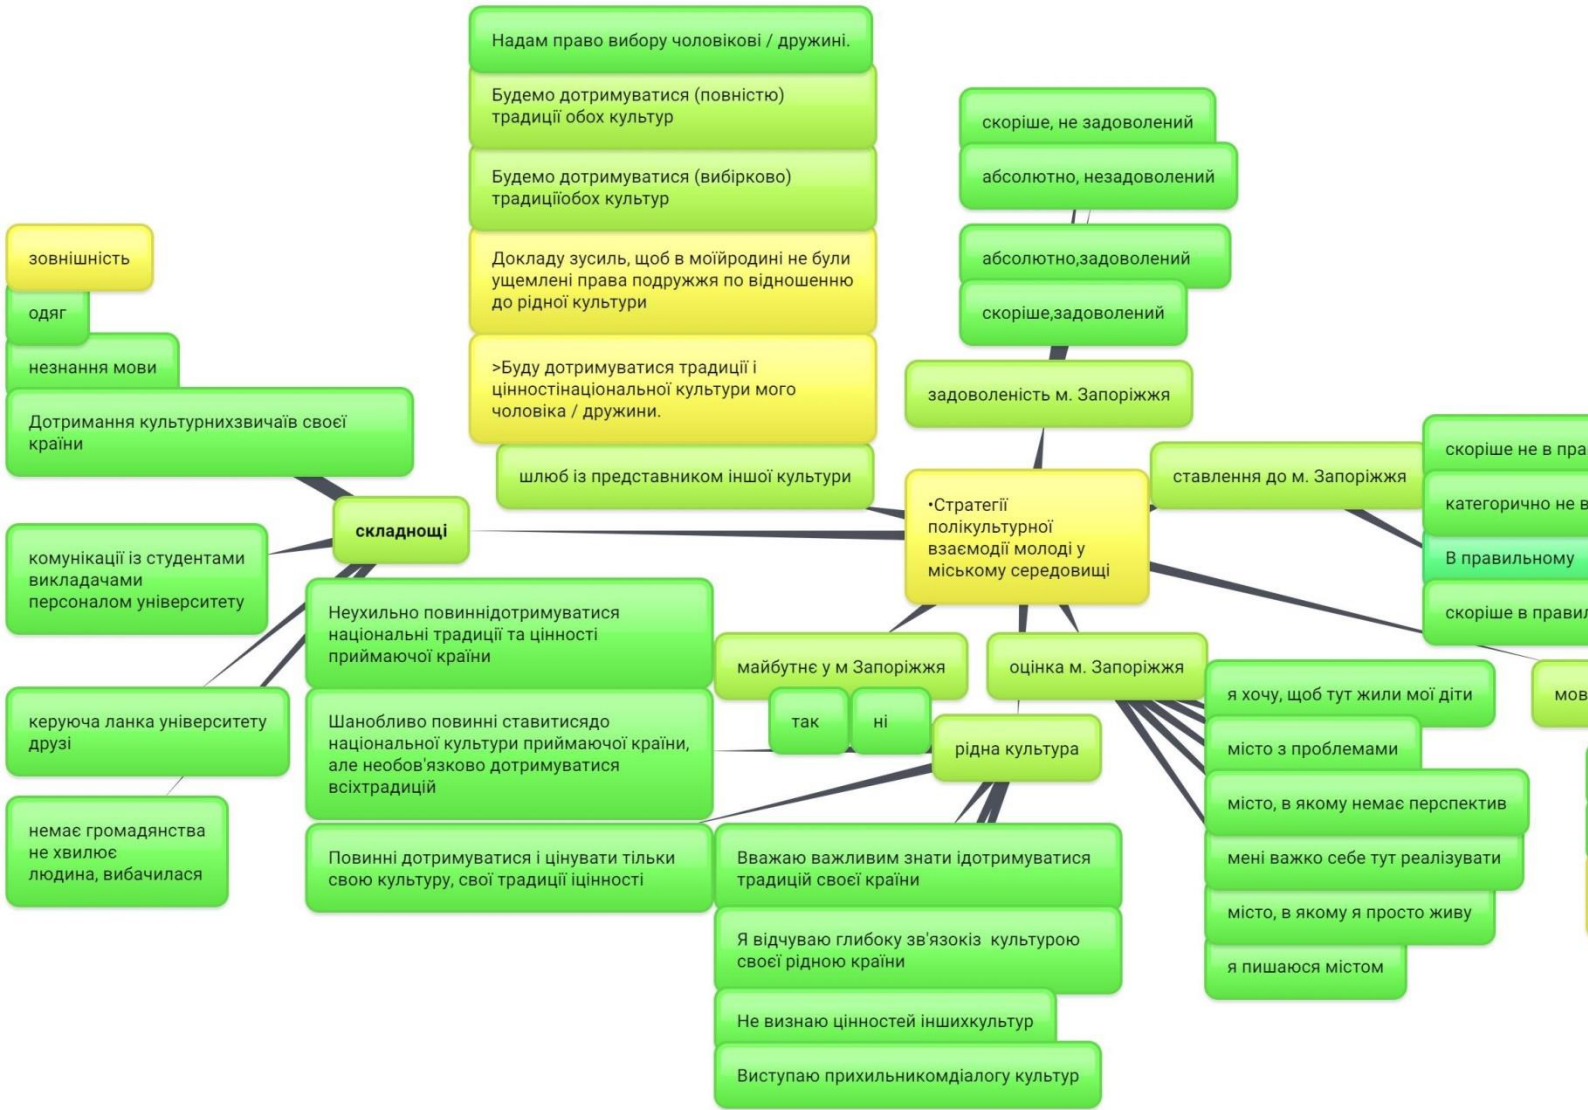 Надам право вибору чоловікові / дружині.
Будемо дотримуватися (повністю)
традиції обох культур
Будемо дотримуватися (вибірково)
традиціїобох культур
Докладу зусиль, щоб в моїйродині не були
ущемлені права подружжя по відношенню
до рідної культури
>Буду дотримуватися традиції і
цінностінаціональної культури мого
чоловіка / дружини.
шлюб із представником іншої культури
скоріше, не задоволений
абсолютно, незадоволений
абсолютно,задоволений
скоріше,задоволений
задоволеність м. Запоріжжя
зовнішність
одяг
незнання мови
Дотримання культурнихзвичаїв своєї
країни
складнощі
комунікації із студентами
викладачами
персоналом університету
керуюча ланка університету
друзі
немає громадянства
не хвилює
людина, вибачилася
•Стратегії
полікультурної
взаємодії молоді у
міському середовищі
ставлення до м. Запоріжжя
скоріше не в пра
категорично не в
В правильному
скоріше в правил
мов
Неухильно повиннідотримуватися
національні традиції та цінності
приймаючої країни
Шанобливо повинні ставитисядо
національної культури приймаючої країни,
але необов'язково дотримуватися
всіхтрадицій
Повинні дотримуватися і цінувати тільки
свою культуру, свої традиції іцінності
майбутнє у м Запоріжжя
так
ні
рідна культура
Вважаю важливим знати ідотримуватися
традицій своєї країни
Я відчуваю глибоку зв'язокіз культурою
своєї рідною країни
Не визнаю цінностей іншихкультур
Виступаю прихильникомдіалогу культур
оцінка м. Запоріжжя
я хочу, щоб тут жили мої діти
місто з проблемами
місто, в якому немає перспектив
мені важко себе тут реалізувати
місто, в якому я просто живу
я пишаюся містом